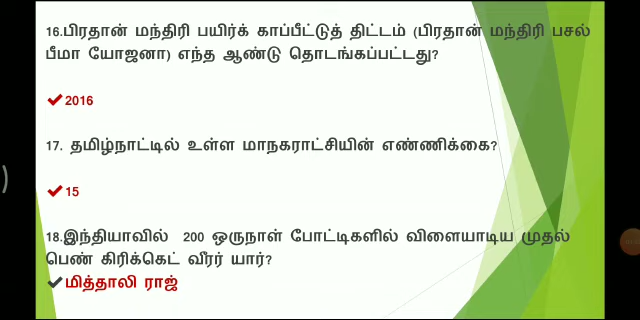 16.பிரதான் மந்திரி பயிர்க் காப்பீட்டுத் திட்டம் (பிரதான் மந்திரி பசல்
பீமா யோஜனா) எந்த ஆண்டு தொடங்கப்பட்டது?
✔2016
17. தமிழ்நாட்டில் உள்ள மாநகராட்சியின் எண்ணிக்கை?
✔15
18.இந்தியாவில் 200 ஒருநாள் போட்டிகளில் விளையாடிய முதல்
பெண் கிரிக்கெட் வீரர் யார்?
✔மித்தாலி ராஜ்